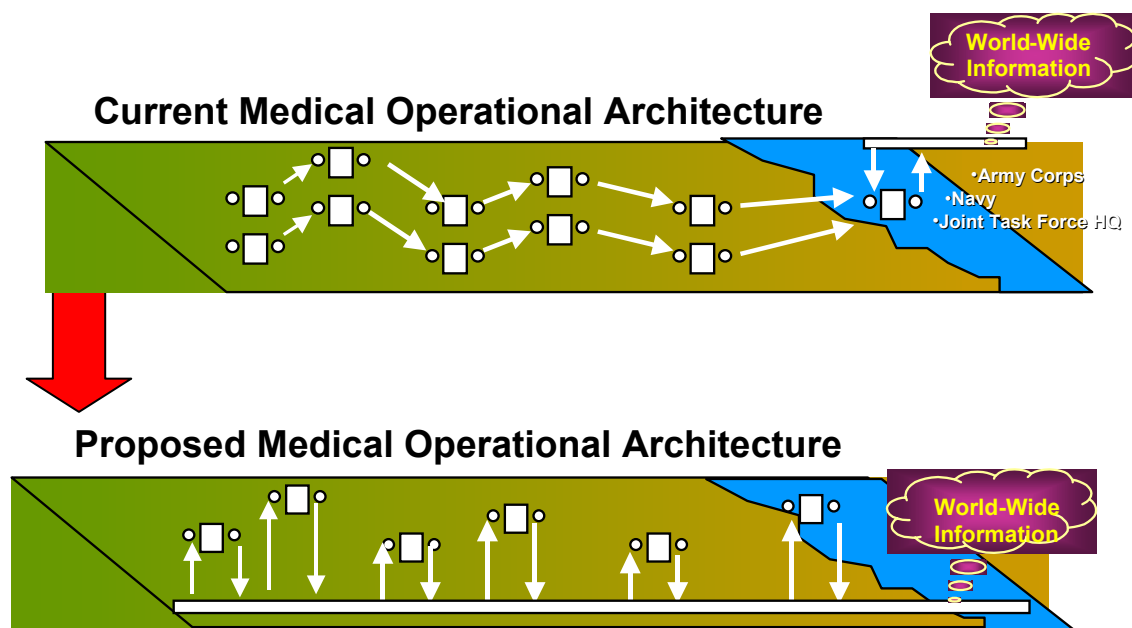 World-Wide
Information
Current Medical Operational Architecture
•Army Corps
•Navy
•Joint Task Force HQ
Proposed Medical Operational Architecture
World-Wide
Information